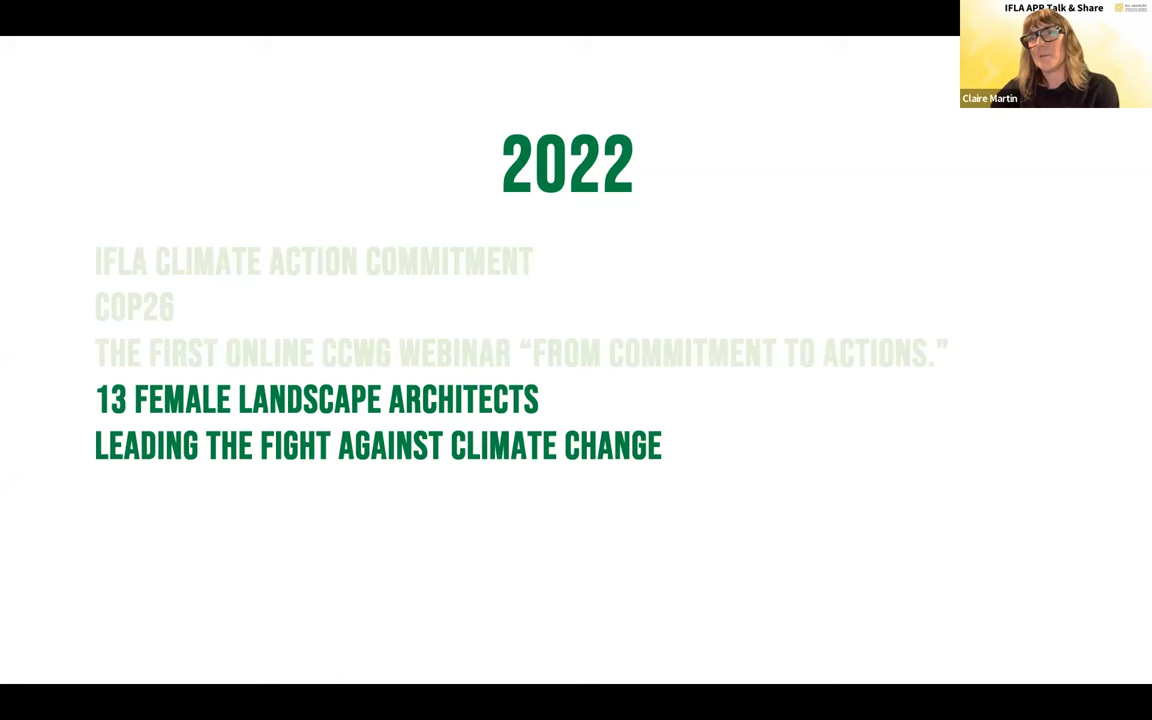 IFLA APR Talk & Share
Claire Martin
2022
IFLA CLIMATE ACTION COMMITMENT
COP26
THE FIRST ONLINE CCWG WEBINAR “FROM COMMITMENT TO ACTIONS.”
13 FEMALE LANDSCAPE ARCHITECTS
LEADING THE FIGHT AGAINST CLIMATE CHANGE